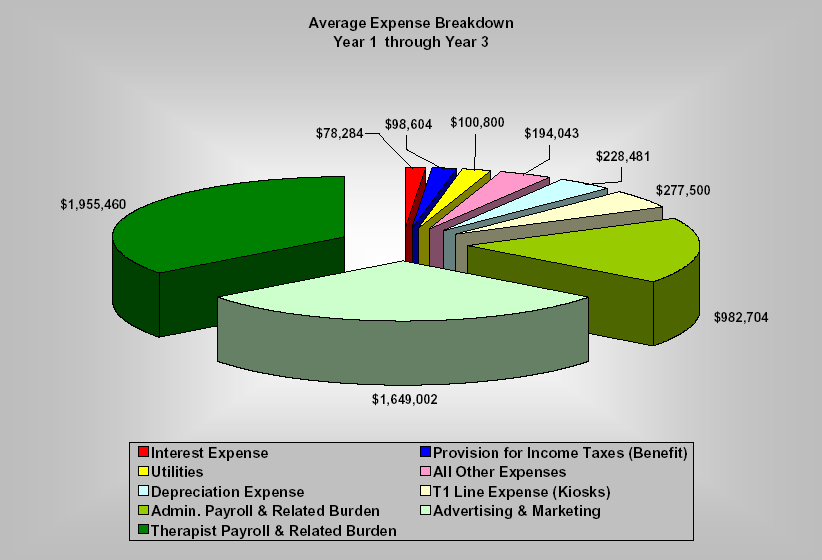 Average Expense Breakdown
Year 1 through Year 3
$78,284
$98,604
$100,800
$194,043
$228,481
$277,500
$1,955,460
$982,704
$1,649,002
Interest Expense
Provision for Income Taxes (Benefit)
Utilities
All Other Expenses
Depreciation Expense
T1 Line Expense (Kiosks)
Admin. Payroll & Related Burden
Advertising & Marketing
Therapist Payroll & Related Burden